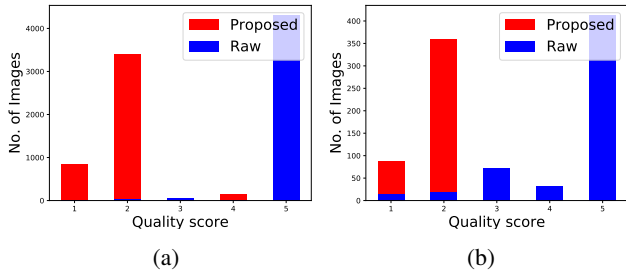 Proposed
Raw
No. of Images
4000
3000
2000
1000
0
1 2 3 4 5
Quality score
(a)
Proposed
Raw
No. of Images
400
350
300
250
200
150
100
50
0
1 2 3 4 5
Quality score
(b)